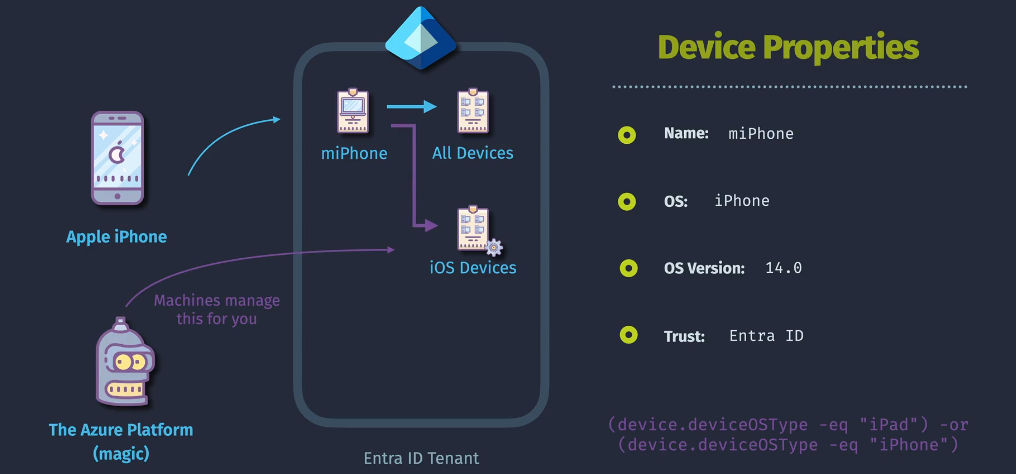 Device Properties
miPhone
All Devices
Apple iPhone
iOS Devices
Machines manage
this for you
The Azure Platform
(magic)
Entra ID Tenant
Name: miPhone
OS: iPhone
OS Version: 14.0
Trust: Entra ID
(device.deviceOSType -eq "iPad") -or
(device.deviceOSType -eq "iPhone")